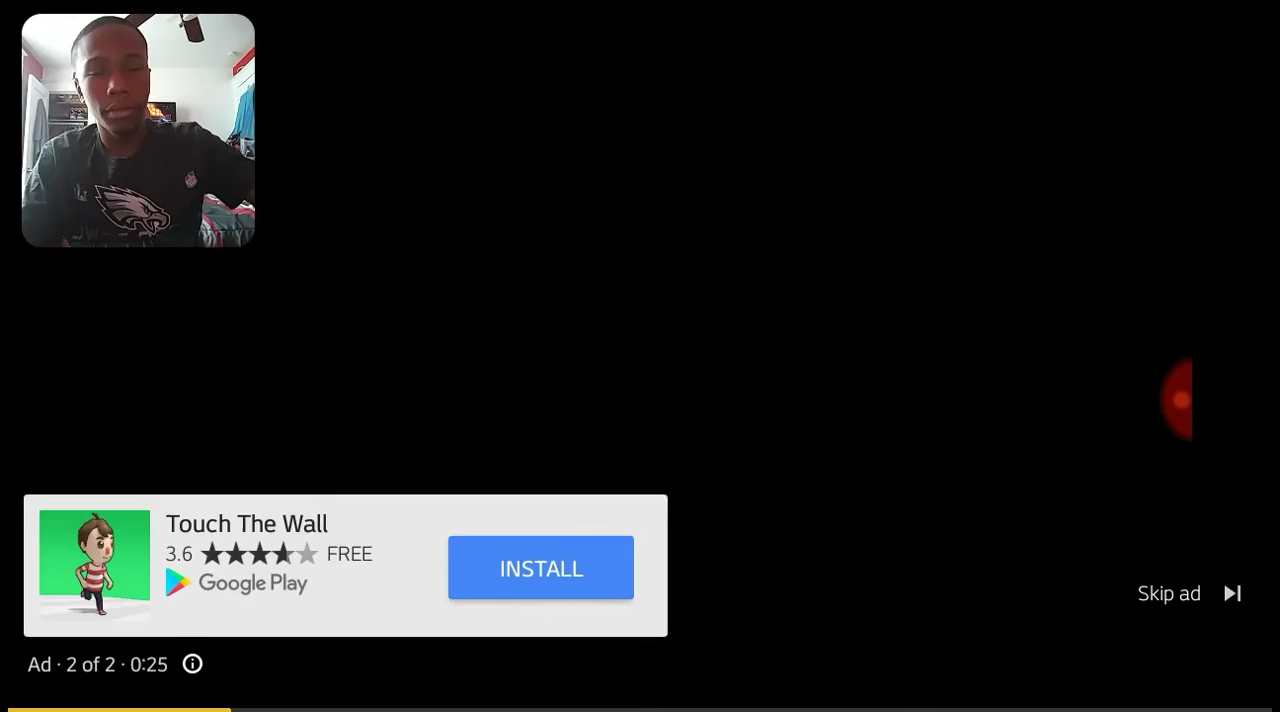 Touch The Wall
3.6 FREE
Google Play
INSTALL
Skip ad
Ad · 2 of 2 · 0:25